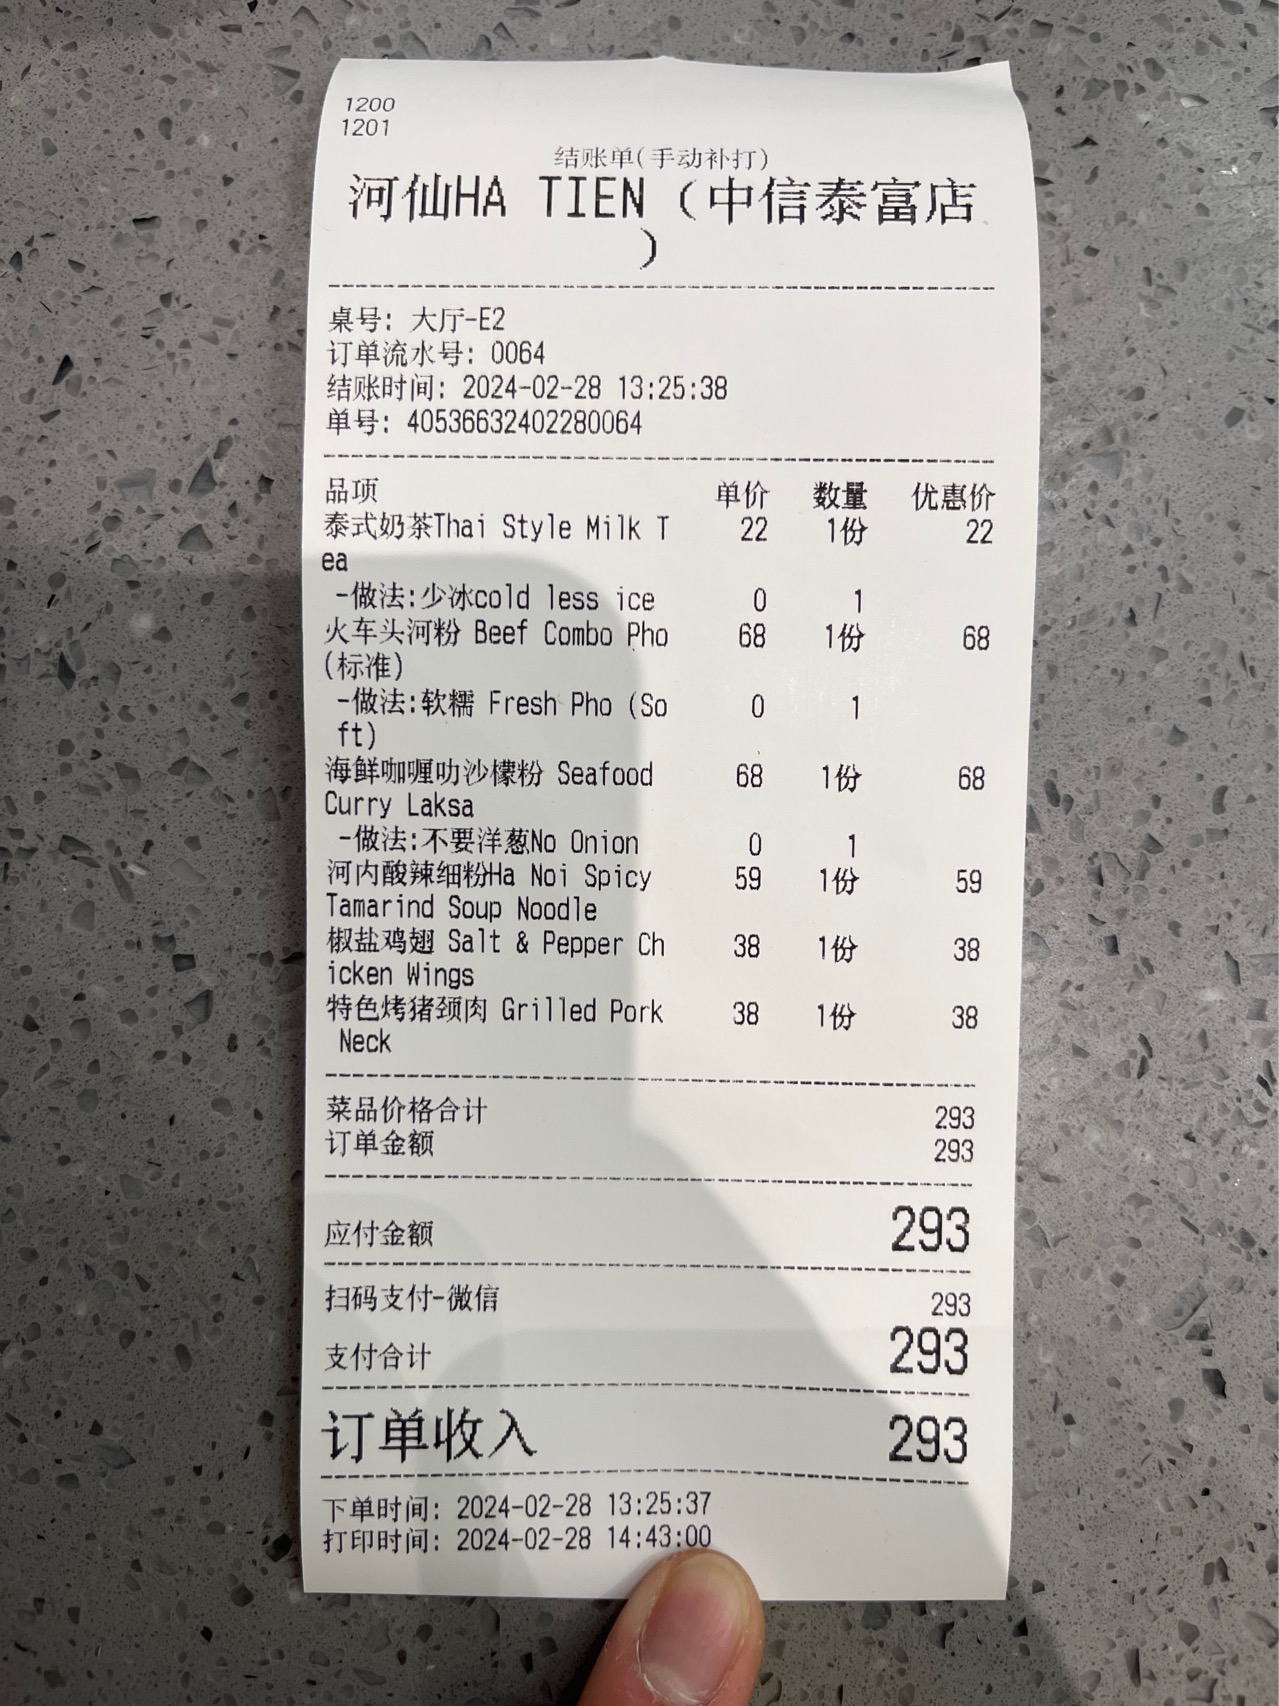 1200
1201
结账单(手动补打)
河仙HA TIEN（中信泰富店
）
桌号: 大厅-E2
订单流水号: 0064
结账时间: 2024-02-28 13:25:38
单号: 40536632402280064
品项 单价 数量 优惠价
泰式奶茶Thai Style Milk T 22 1份 22
ea
-做法:少冰cold less ice 0 1
火车头河粉 Beef Combo Pho 68 1份 68
(标准)
-做法:软糯 Fresh Pho (So 0 1
ft)
海鲜咖喱叻沙檬粉 Seafood 68 1份 68
Curry Laksa
-做法:不要洋葱No Onion 0 1
河内酸辣细粉Ha Noi Spicy 59 1份 59
Tamarind Soup Noodle
椒盐鸡翅 Salt & Pepper Ch 38 1份 38
icken Wings
特色烤猪颈肉 Grilled Pork 38 1份 38
Neck
菜品价格合计 293
订单金额 293
应付金额 293
扫码支付-微信 293
支付合计 293
订单收入 293
下单时间: 2024-02-28 13:25:37
打印时间: 2024-02-28 14:43:00